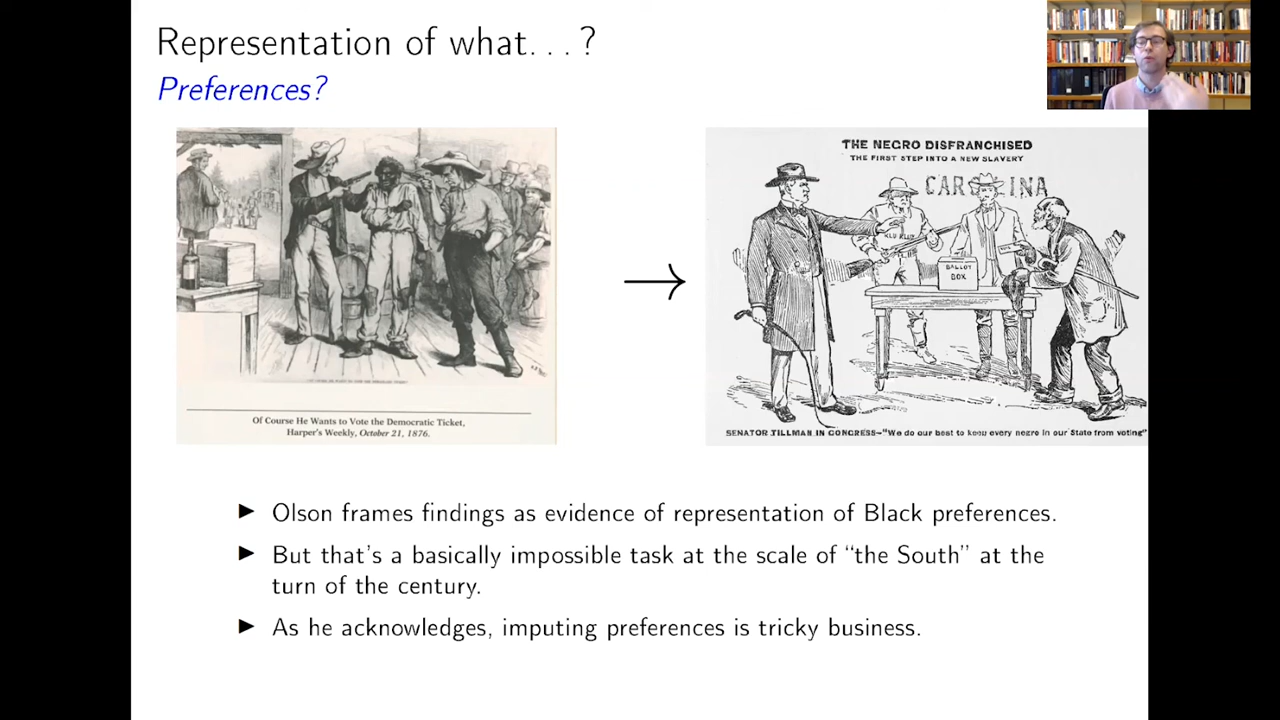 Representation of what. . . ?
Preferences?
Of Course He Wants to Vote the Democratic Ticket,
Harper's Weekly, October 21, 1876.
THE NEGRO DISFRANCHISED
THE FIRST STEP INTO A NEW SLAVERY
CAROLINA
KLU KLUX
BALLOT
BOX
SENATOR TILLMAN IN CONGRESS–"We do our best to keep every negro in our State from voting"
▶ Olson frames findings as evidence of representation of Black preferences.
▶ But that's a basically impossible task at the scale of “the South” at the
turn of the century.
▶ As he acknowledges, imputing preferences is tricky business.